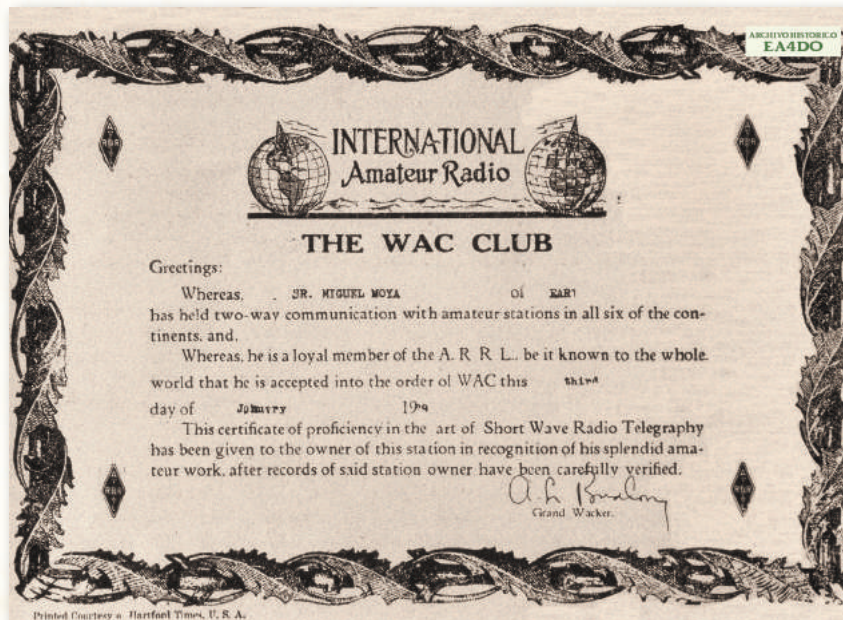 ARCHIVO HISTORICO
EA4DO
INTERNATIONAL
Amateur Radio
THE WAC CLUB
Greetings:
Whereas, SR. MIGUEL MOYA of EAR1
has held two-way communication with amateur stations in all six of the con-
tinents, and,
Whereas, he is a loyal member of the A. R R L., be it known to the whole
world that he is accepted into the order of WAC this third
day of 19
This certificate of proficiency in the art of Short Wave Radio Telegraphy
has been given to the owner of this station in recognition of his splendid ama-
teur work, after records of said station owner have been carefully verified.
Grand Wacker.
Printed Courtesy Hartford Times, U. S. A.